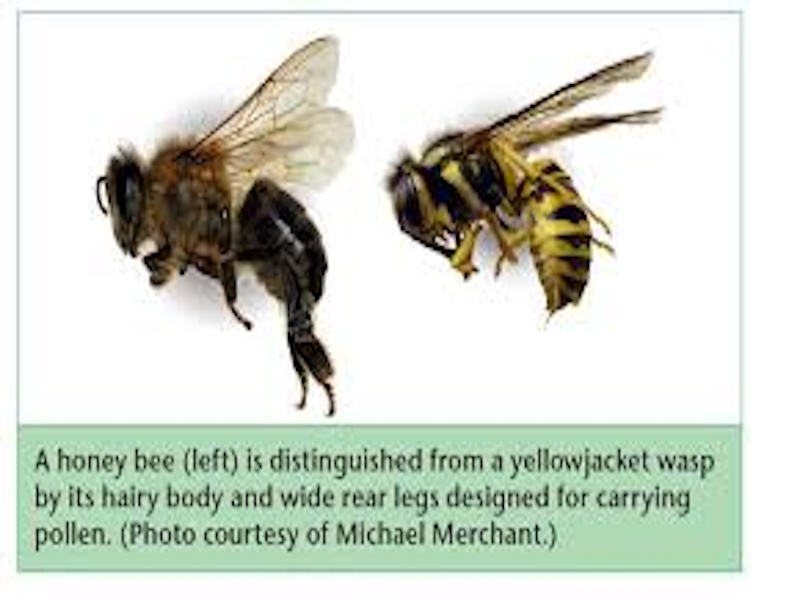 A honey bee (left) is distinguished from a yellowjacket wasp
by its hairy body and wide rear legs designed for carrying
pollen. (Photo courtesy of Michael Merchant.)